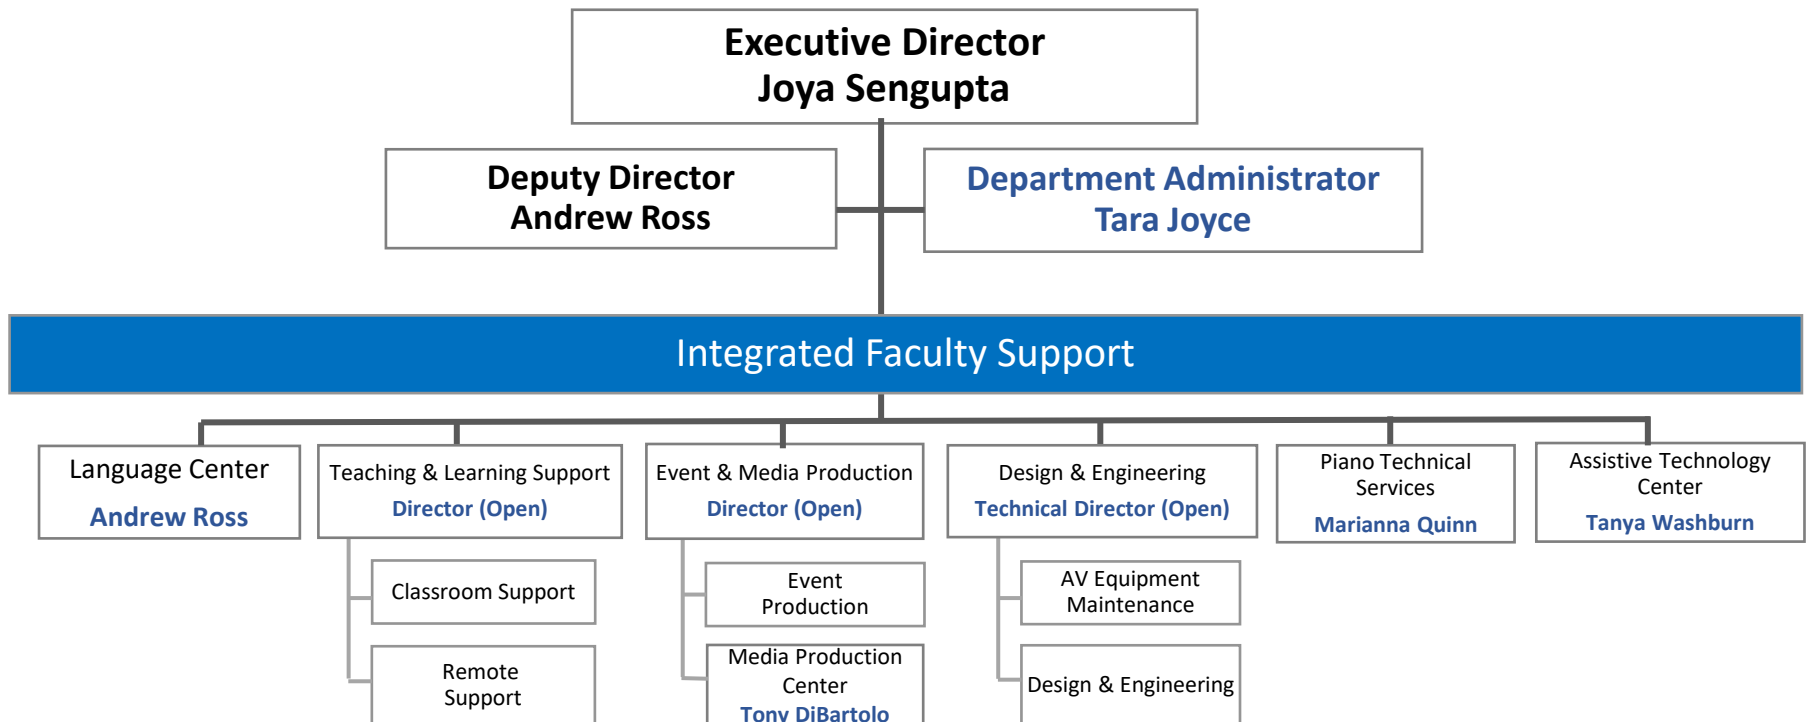 Executive Director
Joya Sengupta
Deputy Director
Andrew Ross
Department Administrator
Tara Joyce
Integrated Faculty Support
Language Center
Andrew Ross
Teaching & Learning Support
Director (Open)
Event & Media Production
Director (Open)
Design & Engineering
Technical Director (Open)
Piano Technical
Services
Marianna Quinn
Assistive Technology
Center
Tanya Washburn
Classroom Support
Remote
Support
Event
Production
Media Production
Center
Tony DiBartolo
AV Equipment
Maintenance
Design & Engineering